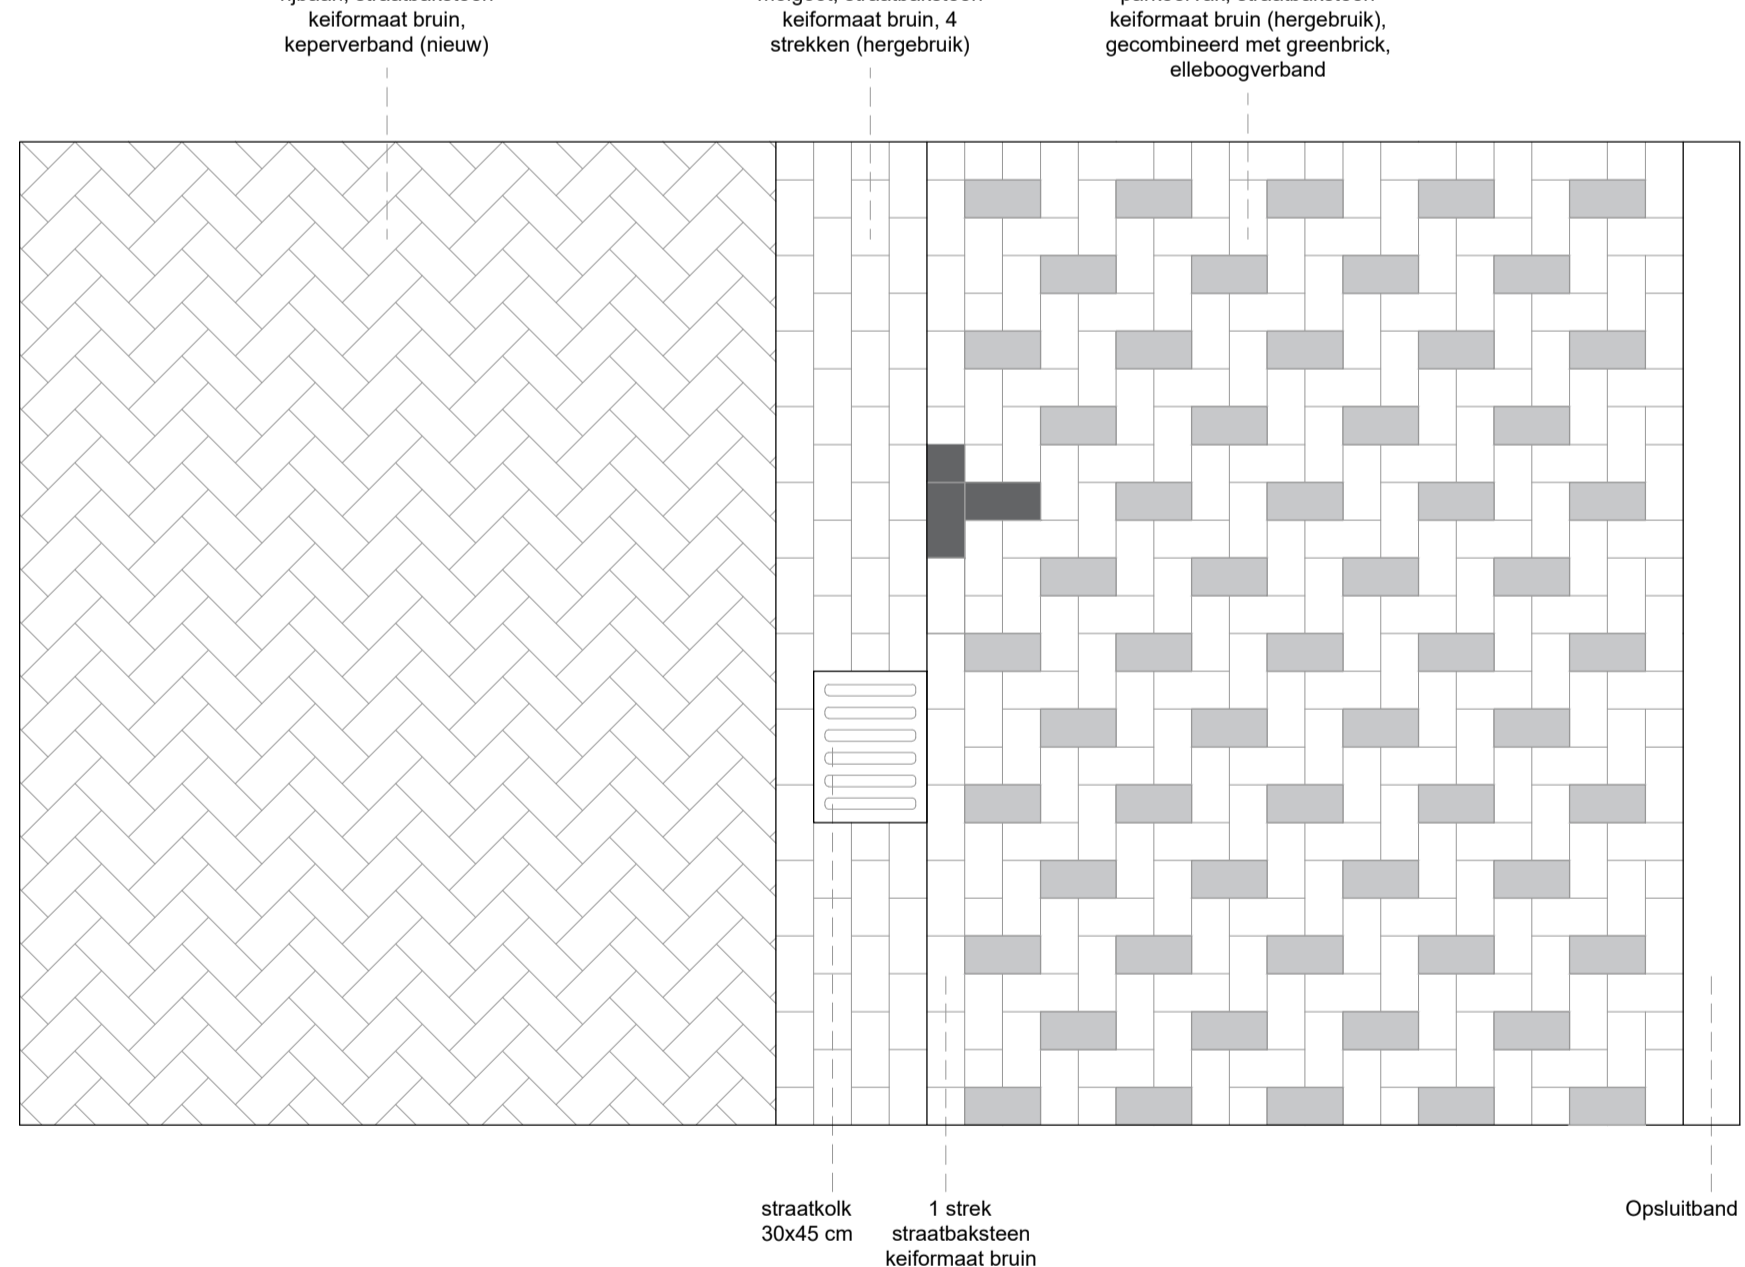 keiformaat bruin,
keperverband (nieuw)
keiformaat bruin, 4
strekken (hergebruik)
keiformaat bruin (hergebruik),
gecombineerd met greenbrick,
elleboogverband
straatkolk
30x45 cm
1 strek
straatbaksteen
keiformaat bruin
Opsluitband